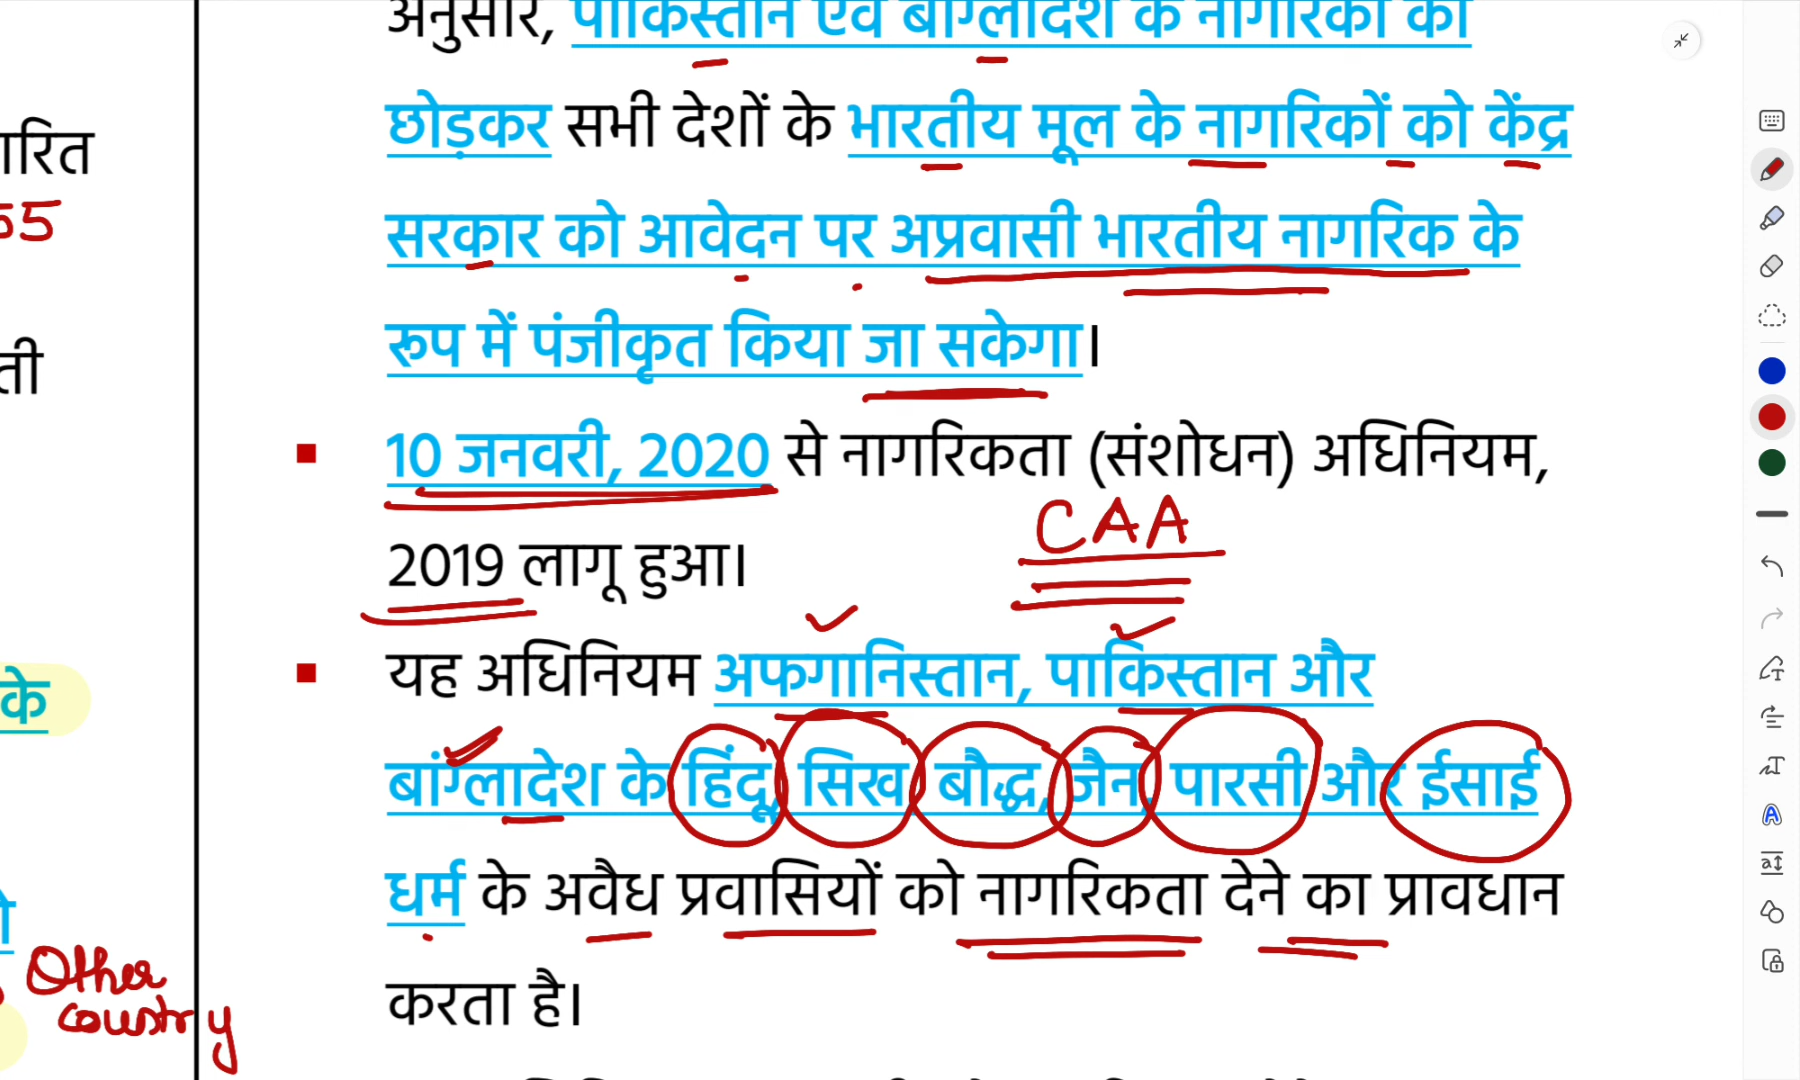 ारित
55
ती
के
Other
country
अनुसार, पाकिस्तान एवं बांग्लादेश के नागरिकों को
छोड़कर सभी देशों के भारतीय मूल के नागरिकों को केंद्र
सरकार को आवेदन पर अप्रवासी भारतीय नागरिक के
रूप में पंजीकृत किया जा सकेगा।
10 जनवरी, 2020 से नागरिकता (संशोधन) अधिनियम,
CAA
2019 लागू हुआ।
यह अधिनियम अफगानिस्तान, पाकिस्तान और
बांग्लादेश के हिंदू, सिख, बौद्ध, जैन, पारसी और ईसाई
धर्म के अवैध प्रवासियों को नागरिकता देने का प्रावधान
करता है।